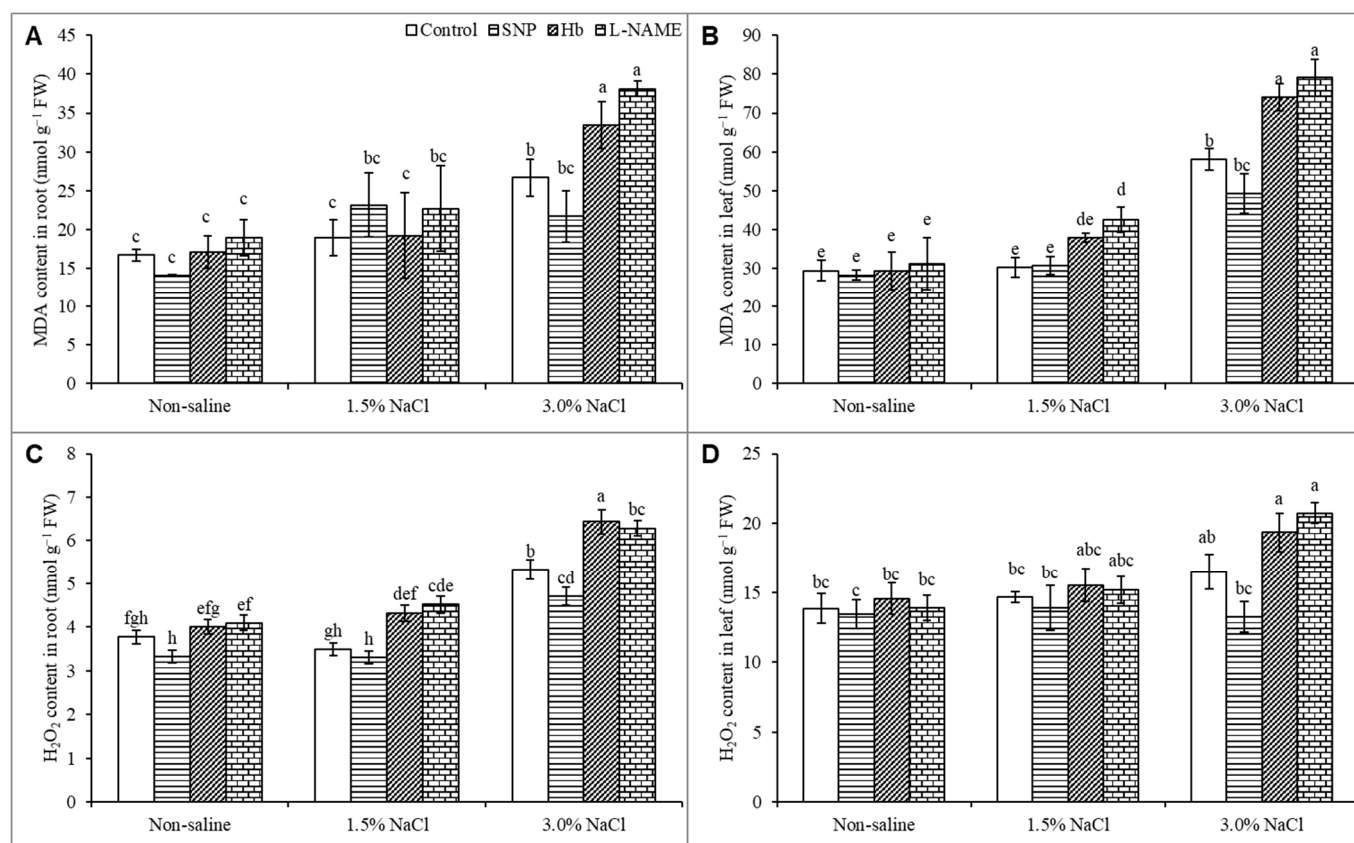 A
Control SNP Hb L-NAME
MDA content in root (nmol g⁻¹ FW)
45
40
35
30
25
20
15
10
5
0
c c c c
bc bc c bc
b bc a a
Non-saline 1.5% NaCl 3.0% NaCl
B
MDA content in leaf (nmol g⁻¹ FW)
90
80
70
60
50
40
30
20
10
0
e e e e
e e de d
b bc a a
Non-saline 1.5% NaCl 3.0% NaCl
C
H₂O₂ content in root (nmol g⁻¹ FW)
8
7
6
5
4
3
2
1
0
fgh h efg ef
gh h def cde
b cd a bc
Non-saline 1.5% NaCl 3.0% NaCl
D
H₂O₂ content in leaf (nmol g⁻¹ FW)
25
20
15
10
5
0
bc c bc bc
bc bc abc abc
ab bc a a
Non-saline 1.5% NaCl 3.0% NaCl